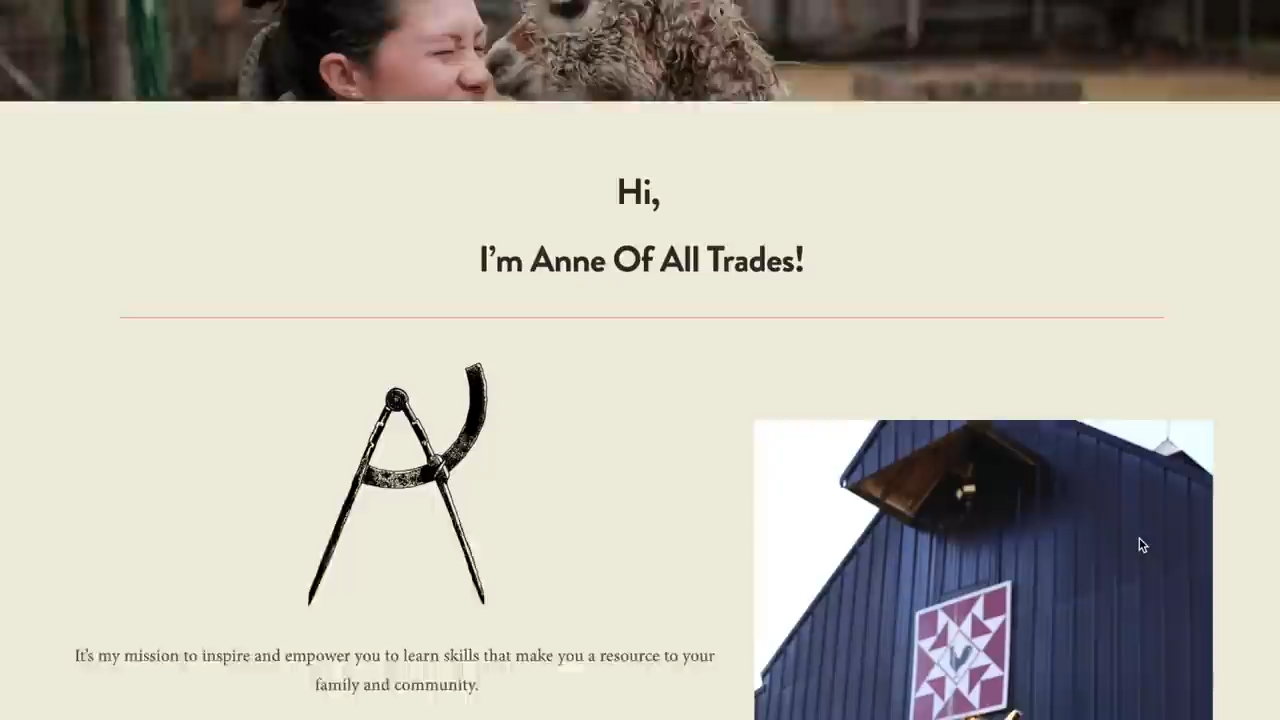 Hi,
I'm Anne Of All Trades!
It's my mission to inspire and empower you to learn skills that make you a resource to your
family and community.